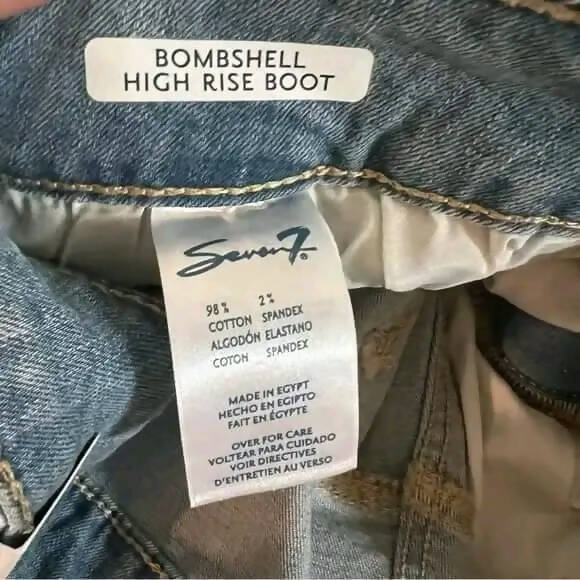 BOMBSHELL
HIGH RISE BOOT
Seven7®
98% 2%
COTTON SPANDEX
ALGODÓN ELASTANO
COTON SPANDEX
MADE IN EGYPT
HECHO EN EGIPTO
FAIT EN ÉGYPTE
OVER FOR CARE
VOLTEAR PARA CUIDADO
VOIR DIRECTIVES
D'ENTRETIEN AU VERSO